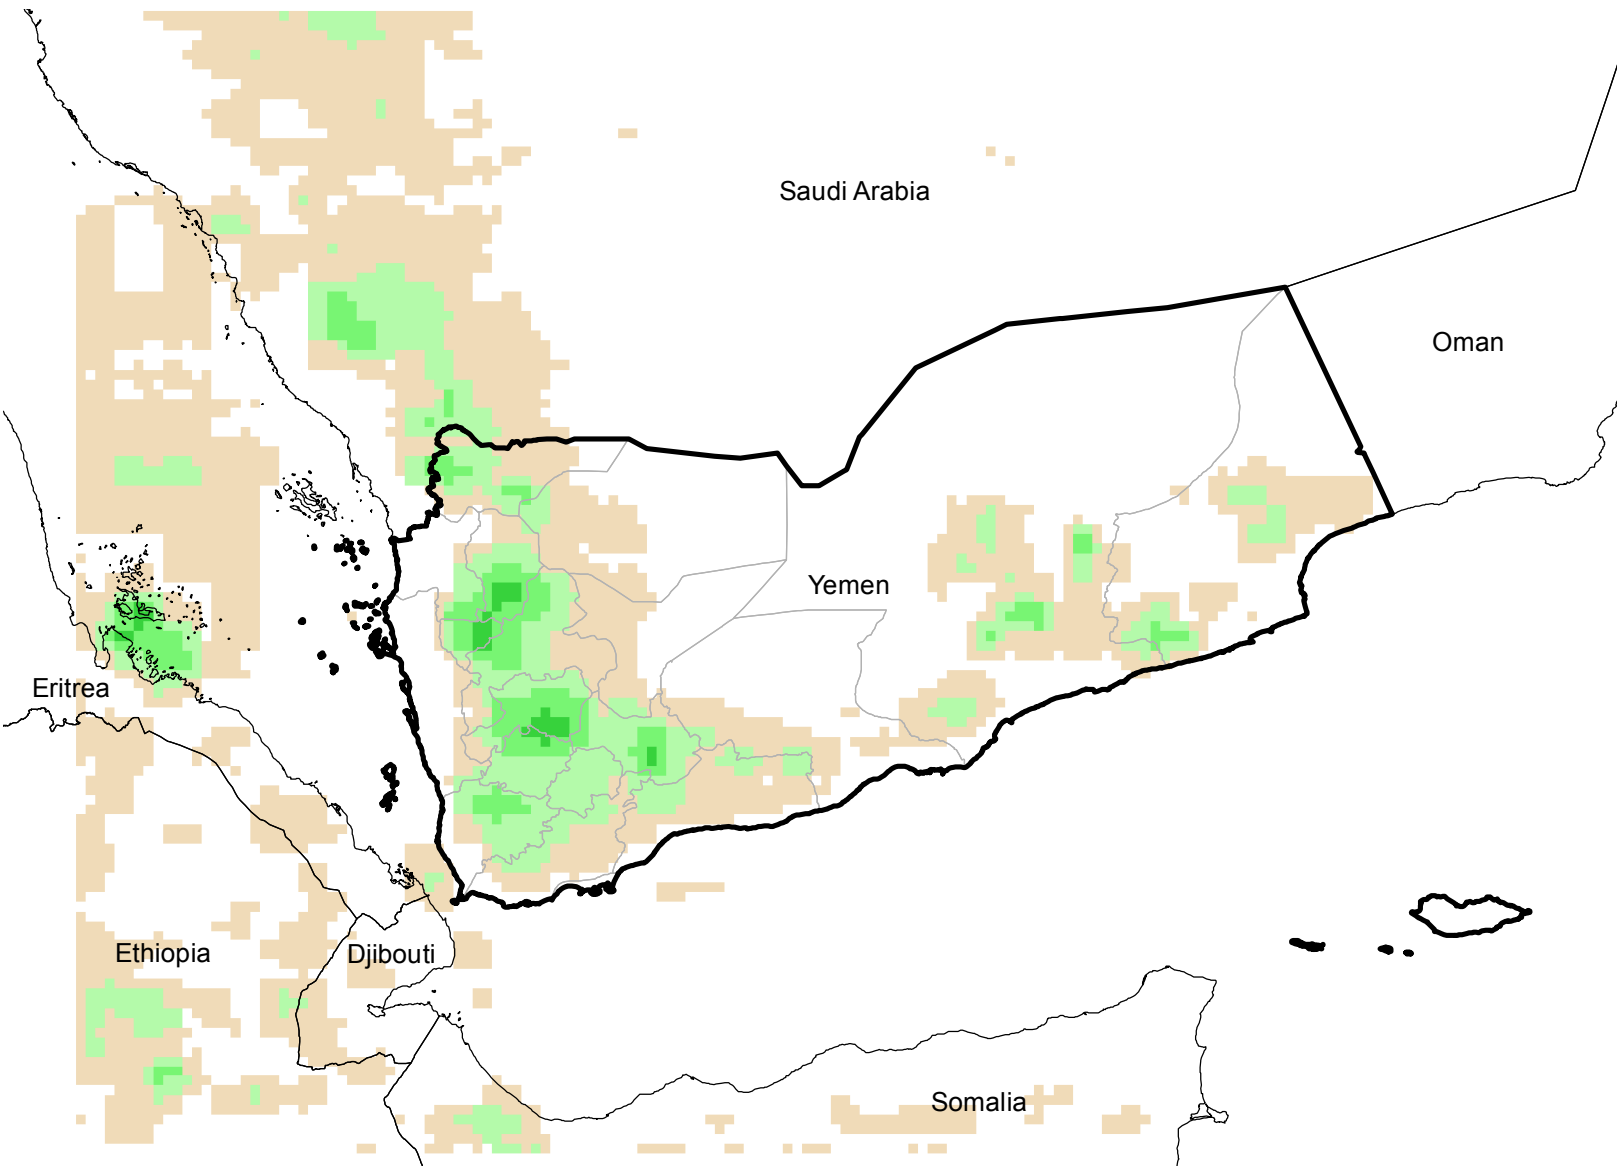 Saudi Arabia
Oman
Yemen
Eritrea
Ethiopia
Djibouti
Somalia